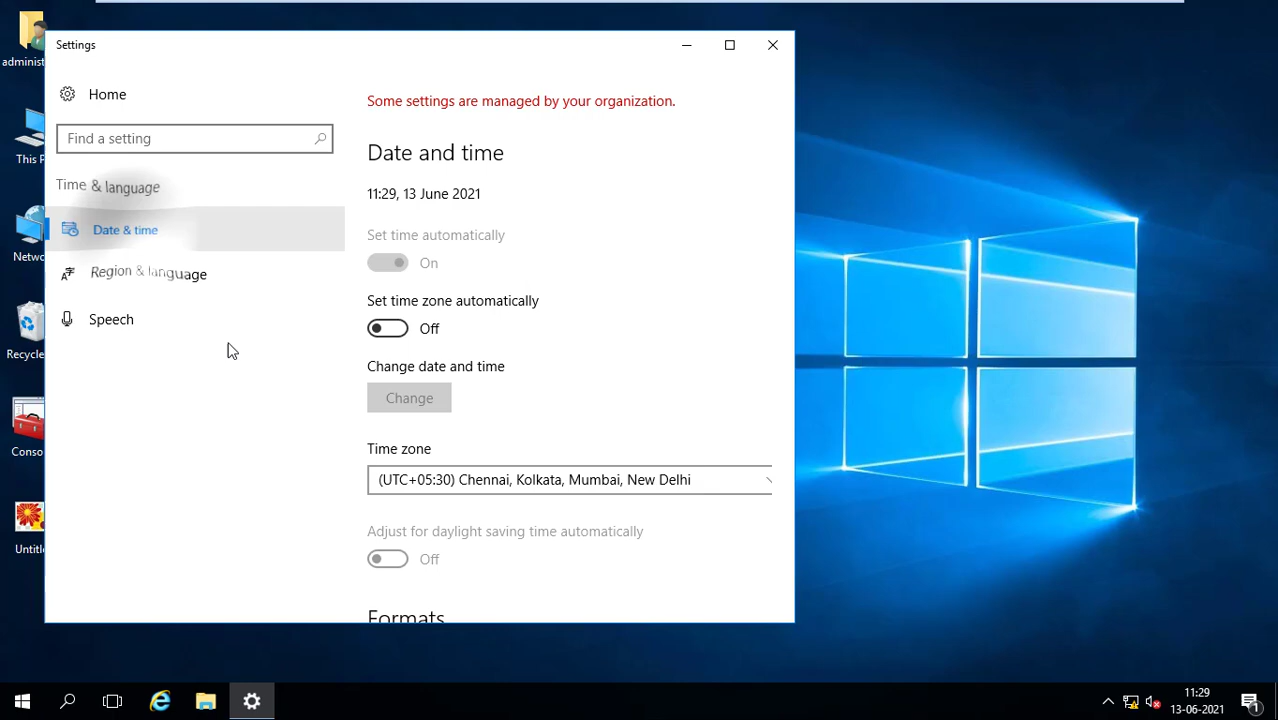 Settings
Home
Find a setting
Time & language
Date & time
Region & language
Speech
Some settings are managed by your organization.
Date and time
11:29, 13 June 2021
Set time automatically
On
Set time zone automatically
Off
Change date and time
Change
Time zone
(UTC+05:30) Chennai, Kolkata, Mumbai, New Delhi
Adjust for daylight saving time automatically
Off
Formats
administ
This P
Netwo
Recycle
Conso
Untitle
11:29
13-06-2021
1